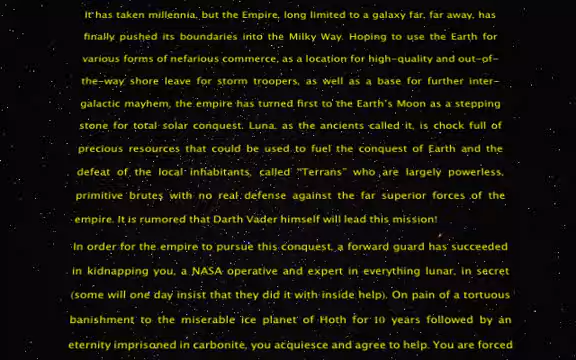 It has taken millennia, but the Empire, long limited to a galaxy far, far away, has
finally pushed its boundaries into the Milky Way. Hoping to use the Earth for
various forms of nefarious commerce, as a location for high-quality and out-of-
the-way shore leave for storm troopers, as well as a base for further inter-
galactic mayhem, the empire has turned first to the Earth's Moon as a stepping
stone for total solar conquest. Luna, as the ancients called it, is chock full of
precious resources that could be used to fuel the conquest of Earth and the
defeat of the local inhabitants, called "Terrans" who are largely powerless,
primitive brutes with no real defense against the far superior forces of the
empire. It is rumored that Darth Vader himself will lead this mission!
In order for the empire to pursue this conquest, a forward guard has succeeded
in kidnapping you, a NASA operative and expert in everything lunar, in secret
(some will one day insist that they did it with inside help). On pain of a tortuous
banishment to the miserable ice planet of Hoth for 10 years followed by an
eternity imprisoned in carbonite, you acquiesce and agree to help. You are forced